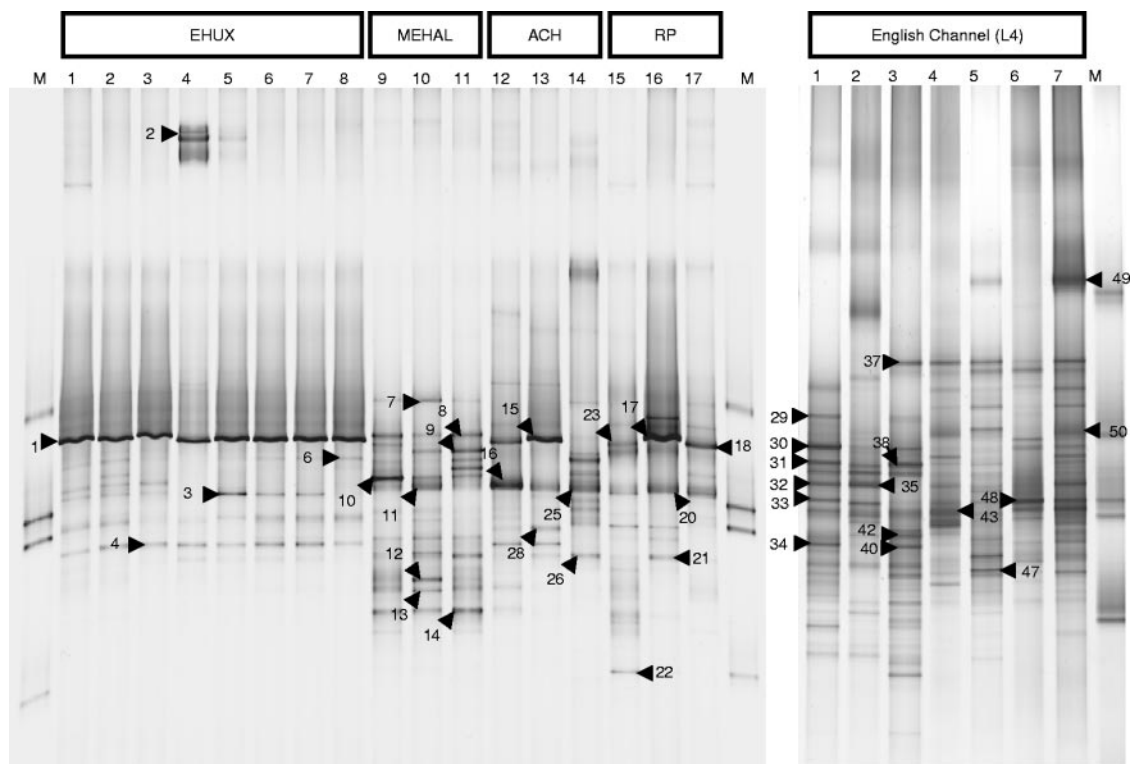 EHUX MEHAL ACH RP English Channel (L4)
M 1 2 3 4 5 6 7 8 9 10 11 12 13 14 15 16 17 M 1 2 3 4 5 6 7 M
2
49
37
7 8 15 23 17 29
1 9 18 30 38 50
6 16 31
10 3 32 35
11 25 20 33 48
43
4 28 42
34 40
12 26 21 47
13
14
22